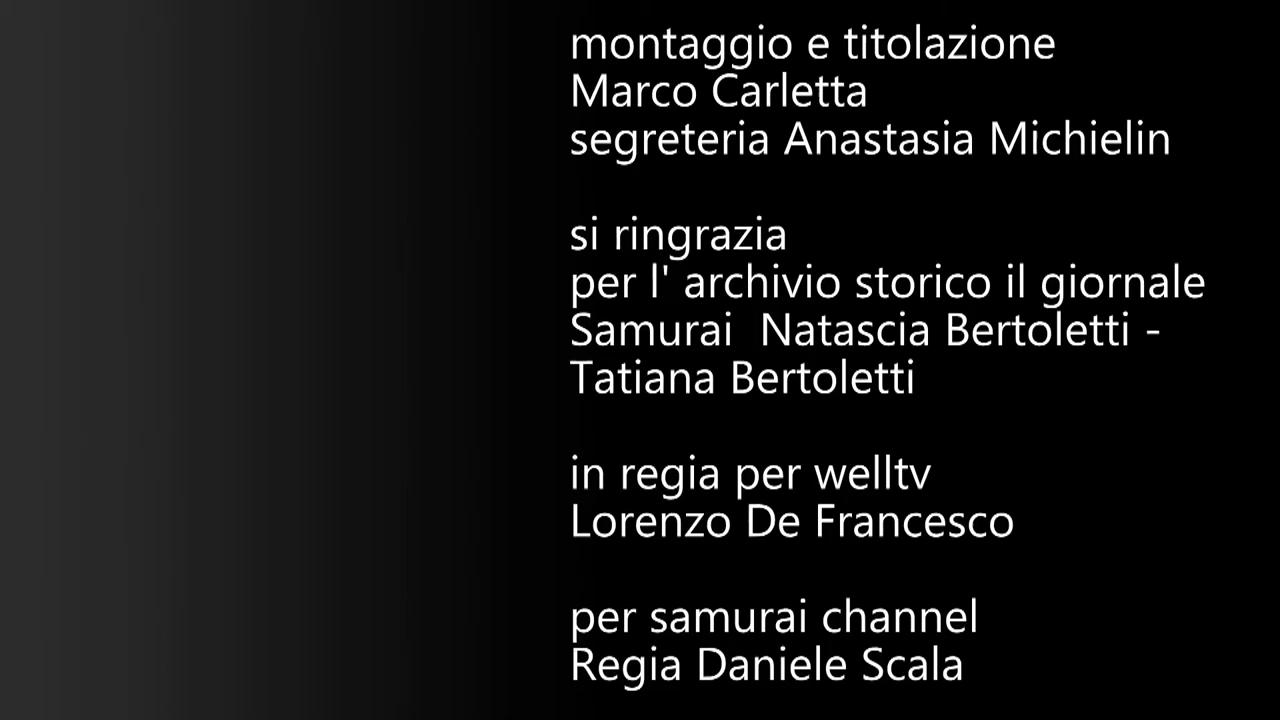 montaggio e titolazione
Marco Carletta
segreteria Anastasia Michielin
si ringrazia
per l' archivio storico il giornale
Samurai  Natascia Bertoletti -
Tatiana Bertoletti
in regia per welltv
Lorenzo De Francesco
per samurai channel
Regia Daniele Scala